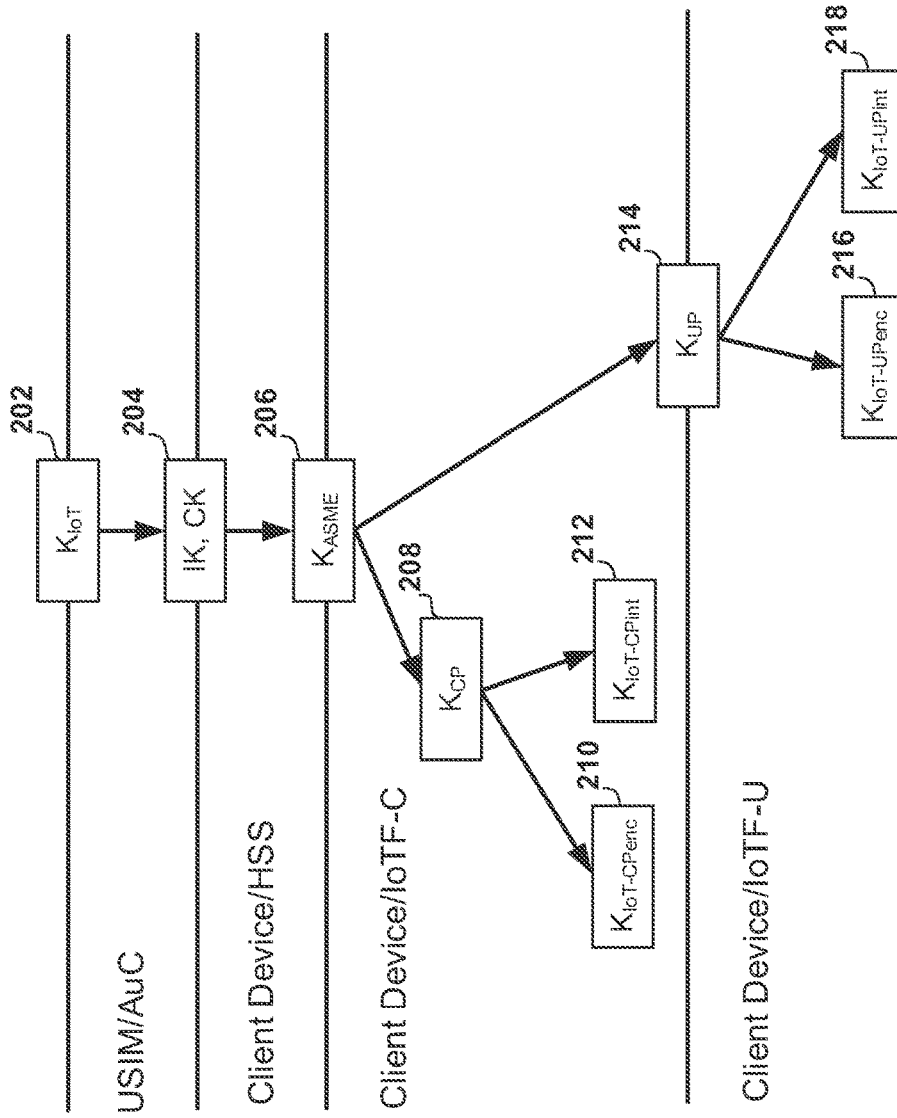 202
K_IoT
USIM/AuC
204
IK, CK
Client Device/HSS
206
K_ASME
Client Device/IoTF-C
208
K_CP
210
K_IoT-CPenc
212
K_IoT-CPint
214
K_UP
Client Device/IoTF-U
216
K_IoT-UPenc
218
K_IoT-UPint